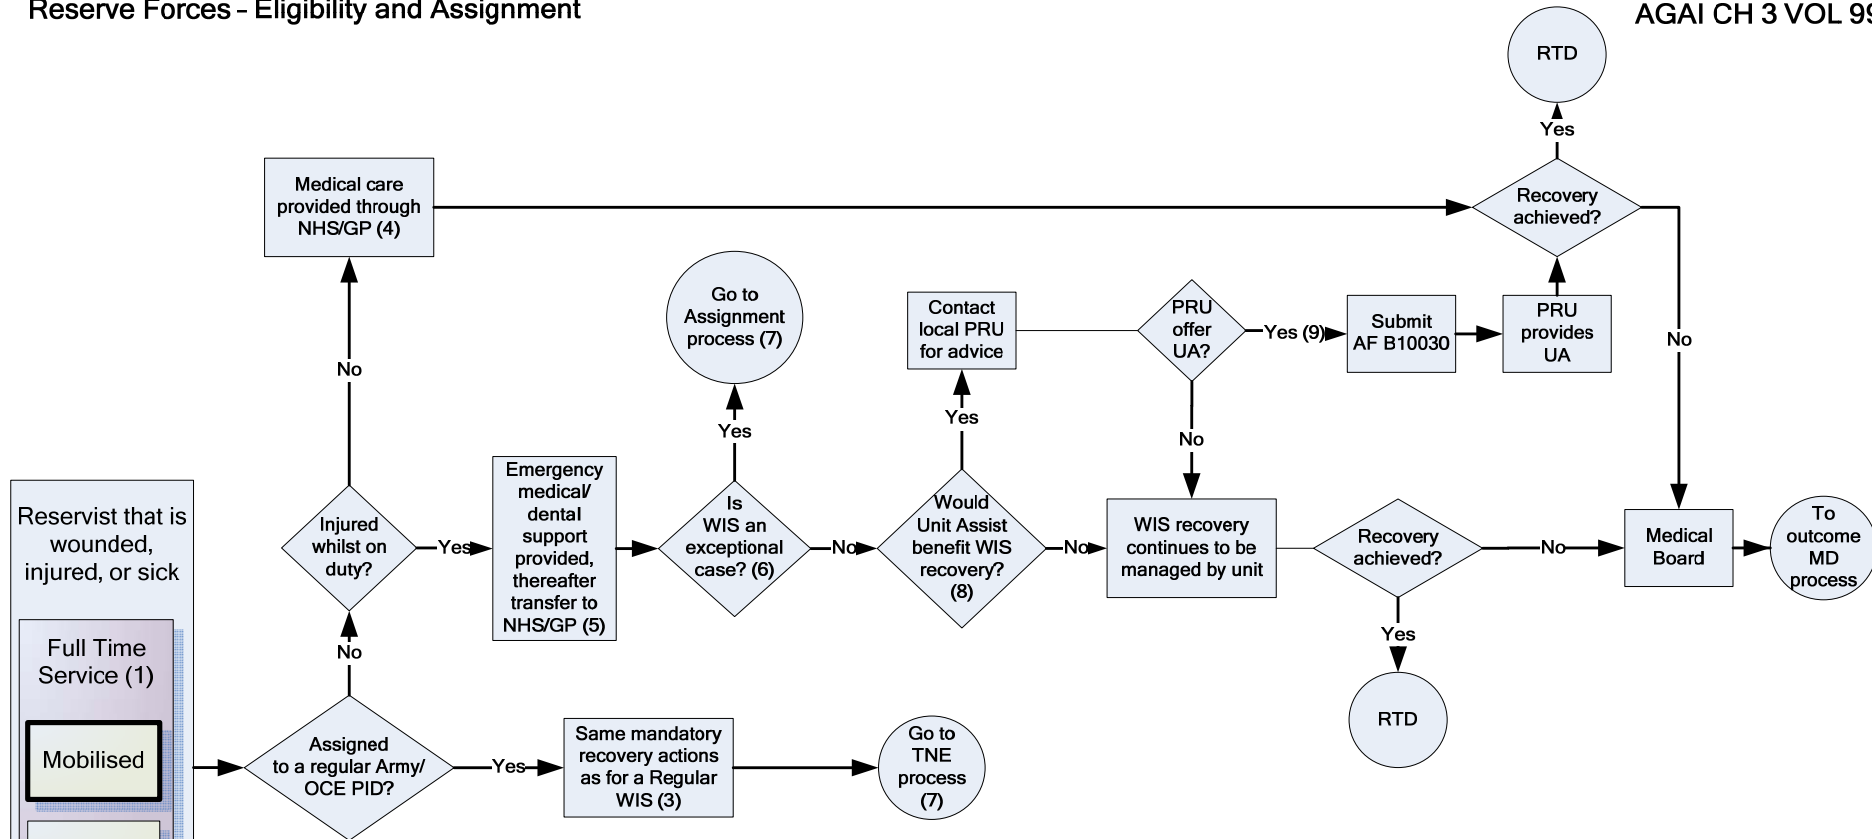 Reserve Forces – Eligibility and Assignment
AGAI CH 3 VOL 99
RTD
Yes
Medical care
provided through
NHS/GP (4)
Recovery
achieved?
Go to
Assignment
process (7)
Contact
local PRU
for advice
PRU
offer
UA?
Yes (9)
Submit
AF B10030
PRU
provides
UA
No
No
Yes
Yes
No
Reservist that is
wounded,
injured, or sick
Injured
whilst on
duty?
Yes
Emergency
medical/
dental
support
provided,
thereafter
transfer to
NHS/GP (5)
Is
WIS an
exceptional
case? (6)
No
Would
Unit Assist
benefit WIS
recovery?
(8)
No
WIS recovery
continues to be
managed by unit
Recovery
achieved?
No
Medical
Board
To
outcome
MD
process
Yes
RTD
No
Full Time
Service (1)
Mobilised
Assigned
to a regular Army/
OCE PID?
Yes
Same mandatory
recovery actions
as for a Regular
WIS (3)
Go to
TNE
process
(7)